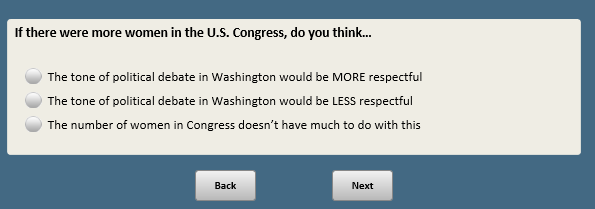 If there were more women in the U.S. Congress, do you think...
The tone of political debate in Washington would be MORE respectful
The tone of political debate in Washington would be LESS respectful
The number of women in Congress doesn't have much to do with this
Back
Next